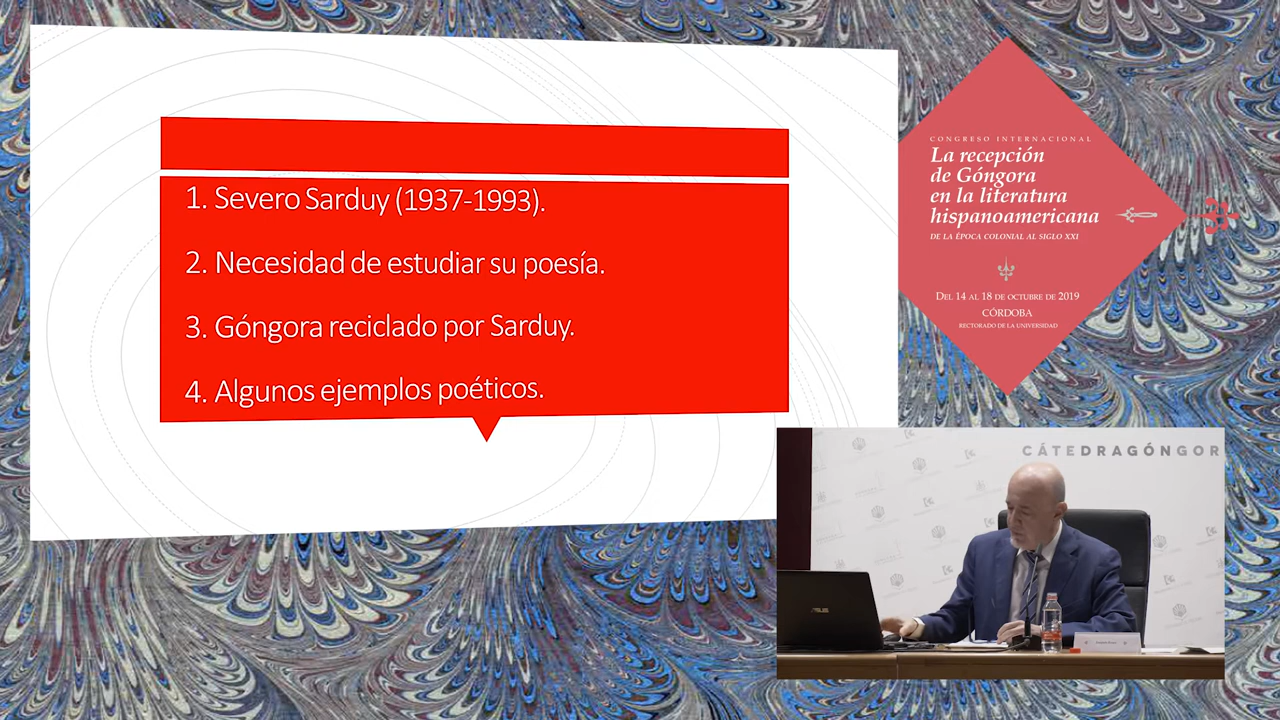 1. Severo Sarduy (1937-1993).
2. Necesidad de estudiar su poesía.
3. Góngora reciclado por Sarduy.
4. Algunos ejemplos poéticos.
CONGRESO INTERNACIONAL
La recepción
de Góngora
en la literatura
hispanoamericana
DE LA ÉPOCA COLONIAL AL SIGLO XXI
DEL 14 AL 18 DE OCTUBRE DE 2019
CÓRDOBA
RECTORADO DE LA UNIVERSIDAD
CÁTEDRAGÓNGOR
ASUS